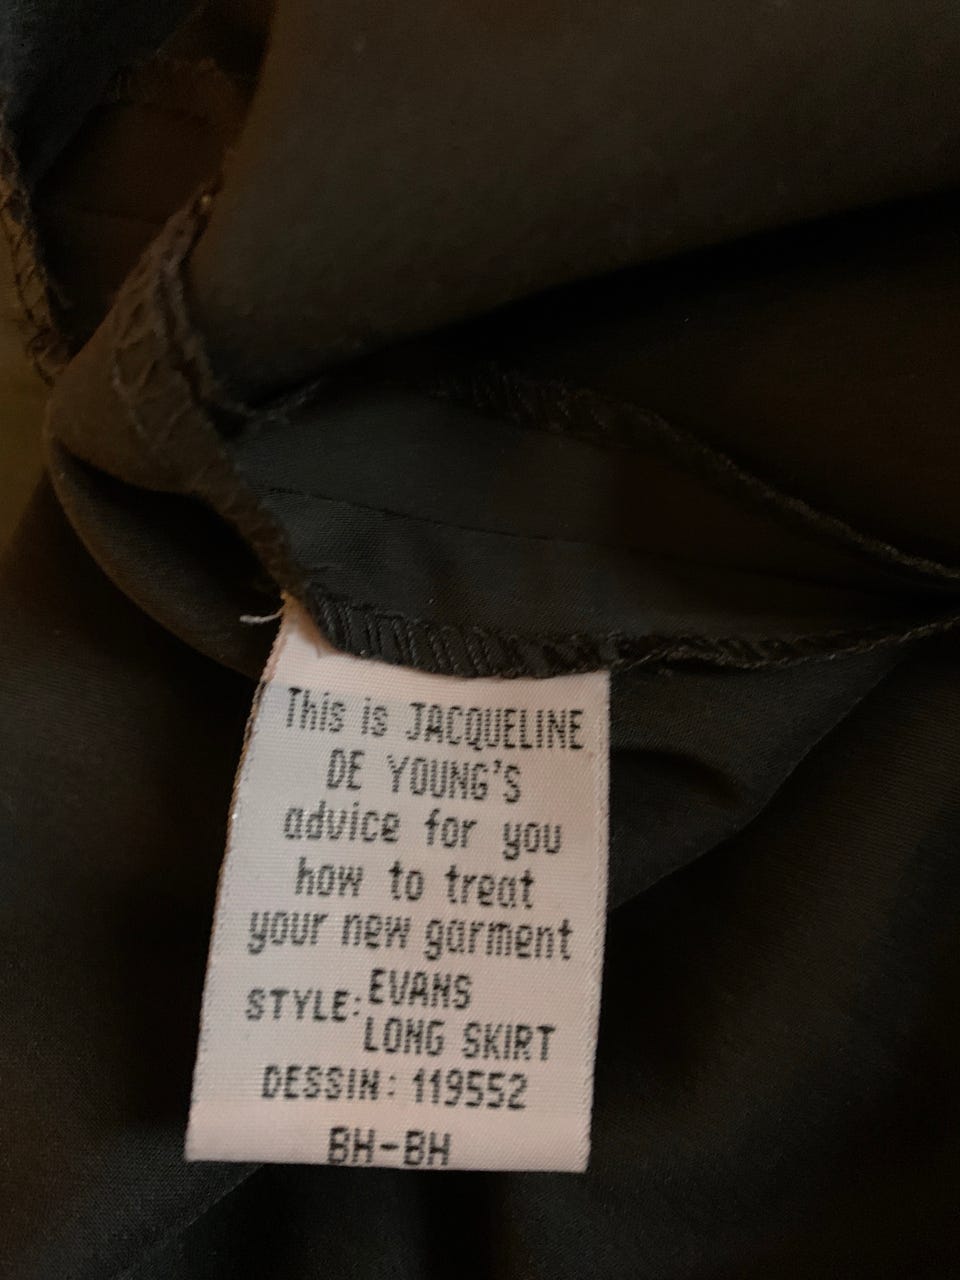 This is JACQUELINE
DE YOUNG'S
advice for you
how to treat
your new garment
STYLE: EVANS
LONG SKIRT
DESSIN: 119552
BH-BH